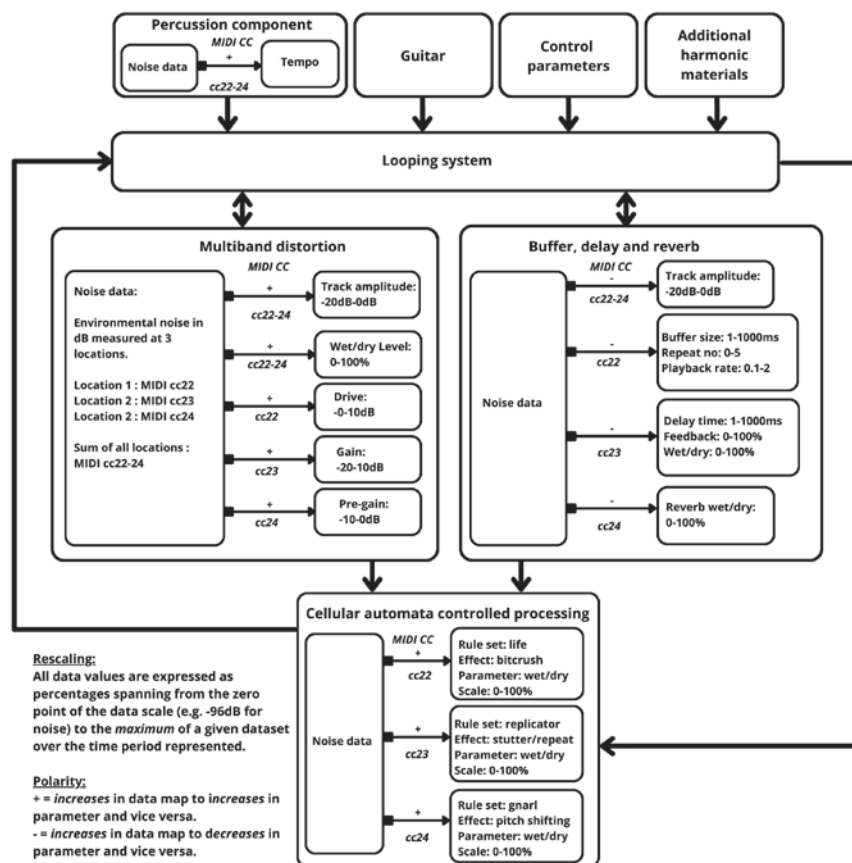 Percussion component
MIDI CC
Noise data
+
Tempo
cc22-24
Guitar
Control
parameters
Additional
harmonic
materials
Looping system
Multiband distortion
MIDI CC
Noise data:
Environmental noise in
dB measured at 3
locations.
Location 1 : MIDI cc22
Location 2 : MIDI cc23
Location 2 : MIDI cc24
Sum of all locations :
MIDI cc22-24
+
cc22-24
Track amplitude:
-20dB-0dB
+
cc22-24
Wet/dry Level:
0-100%
+
cc22
Drive:
-0-10dB
+
cc23
Gain:
-20-10dB
+
cc24
Pre-gain:
-10-0dB
Buffer, delay and reverb
MIDI CC
Noise data
-
cc22-24
Track amplitude:
-20dB-0dB
-
cc22
Buffer size: 1-1000ms
Repeat no: 0-5
Playback rate: 0.1-2
-
cc23
Delay time: 1-1000ms
Feedback: 0-100%
Wet/dry: 0-100%
-
cc24
Reverb wet/dry:
0-100%
Cellular automata controlled processing
MIDI CC
Noise data
+
cc22
Rule set: life
Effect: bitcrush
Parameter: wet/dry
Scale: 0-100%
+
cc23
Rule set: replicator
Effect: stutter/repeat
Parameter: wet/dry
Scale: 0-100%
+
cc24
Rule set: gnarl
Effect: pitch shifting
Parameter: wet/dry
Scale: 0-100%
Rescaling:
All data values are expressed as
percentages spanning from the zero
point of the data scale (e.g. -96dB for
noise) to the maximum of a given dataset
over the time period represented.
Polarity:
+ = increases in data map to increases in
parameter and vice versa.
- = increases in data map to decreases in
parameter and vice versa.